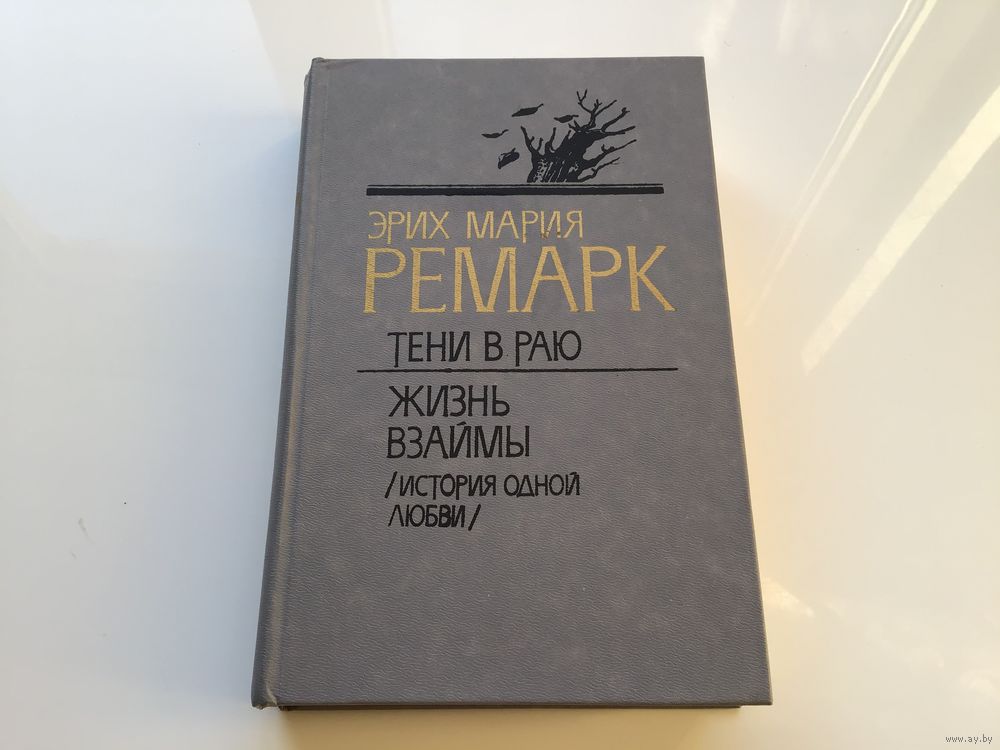 ЭРИХ МАРИЯ
РЕМАРК
ТЕНИ В РАЮ
ЖИЗНЬ
ВЗАЙМЫ
/ИСТОРИЯ ОДНОЙ
ЛЮБВИ/
www.ay.by